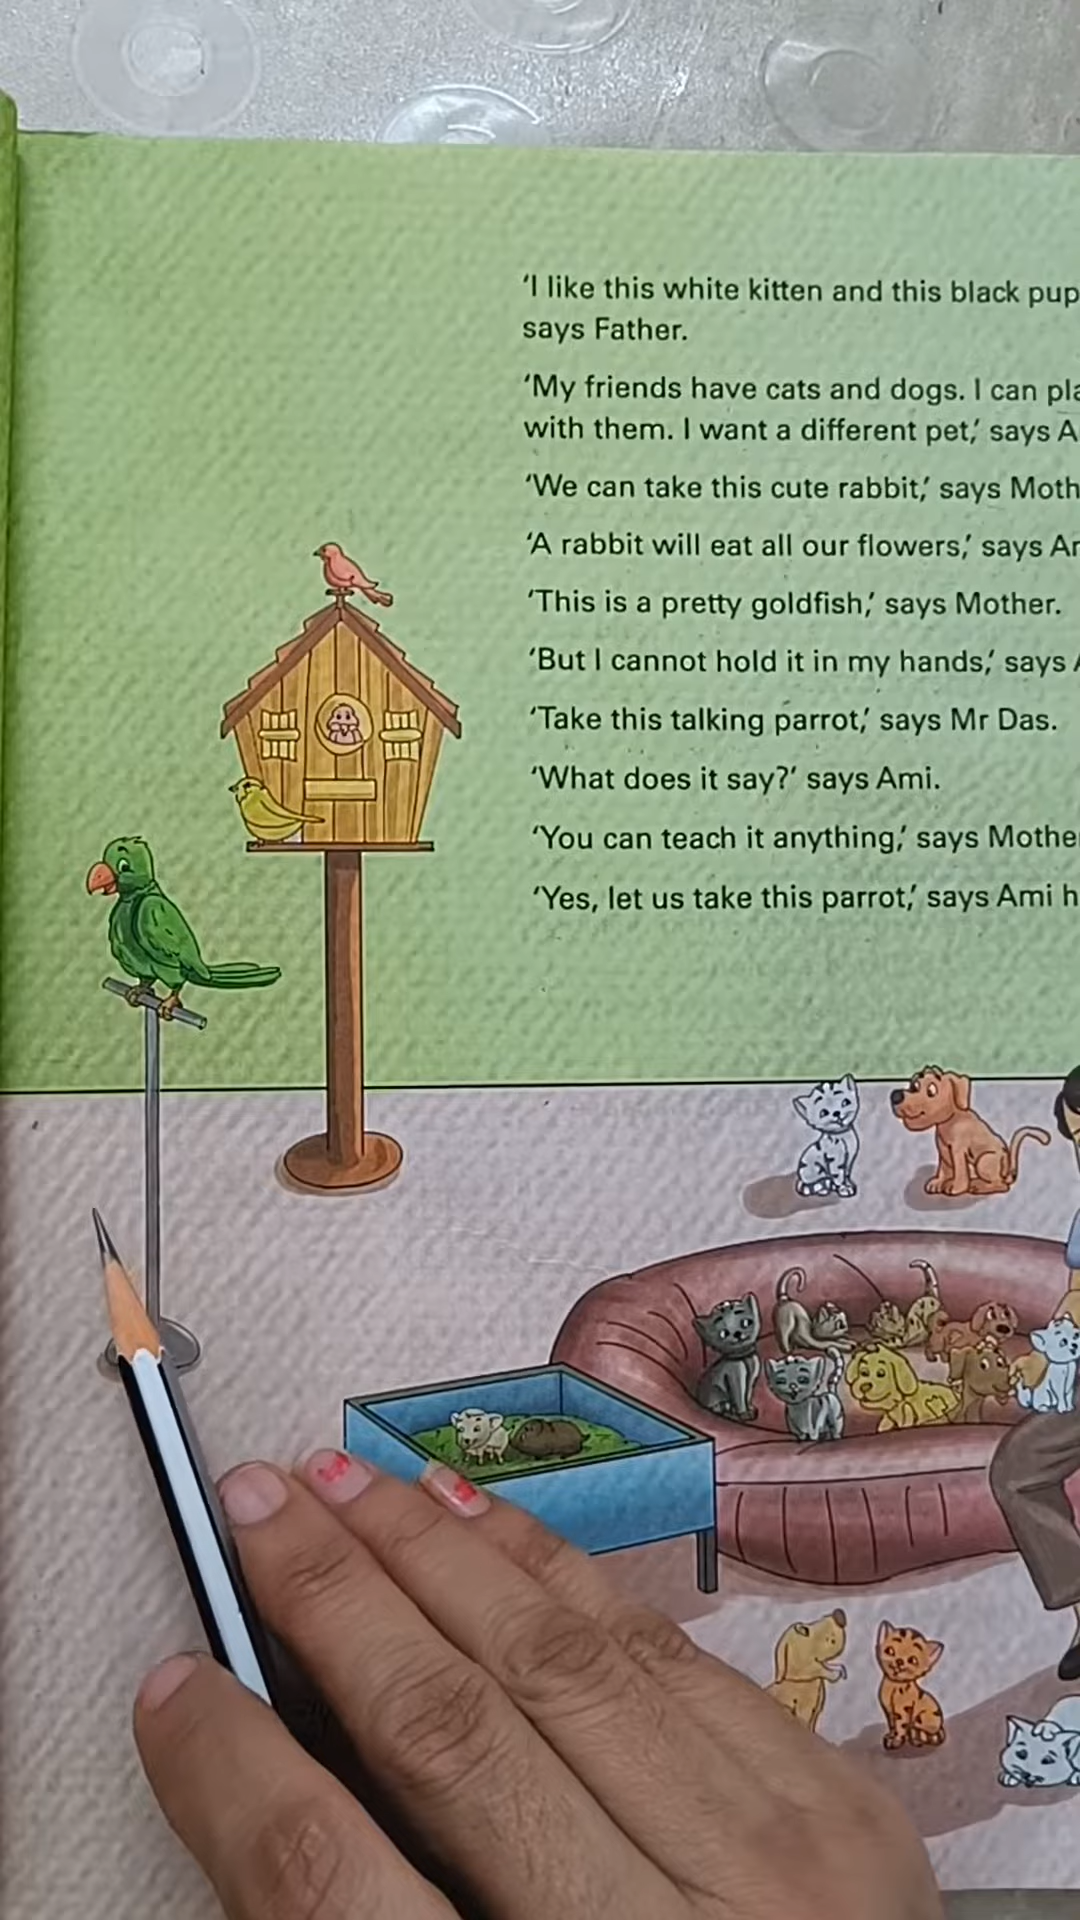 ‘I like this white kitten and this black pup
says Father.
‘My friends have cats and dogs. I can pla
with them. I want a different pet,’ says A
‘We can take this cute rabbit,’ says Moth
‘A rabbit will eat all our flowers,’ says Am
‘This is a pretty goldfish,’ says Mother.
‘But I cannot hold it in my hands,’ says A
‘Take this talking parrot,’ says Mr Das.
‘What does it say?’ says Ami.
‘You can teach it anything,’ says Mother
‘Yes, let us take this parrot,’ says Ami h